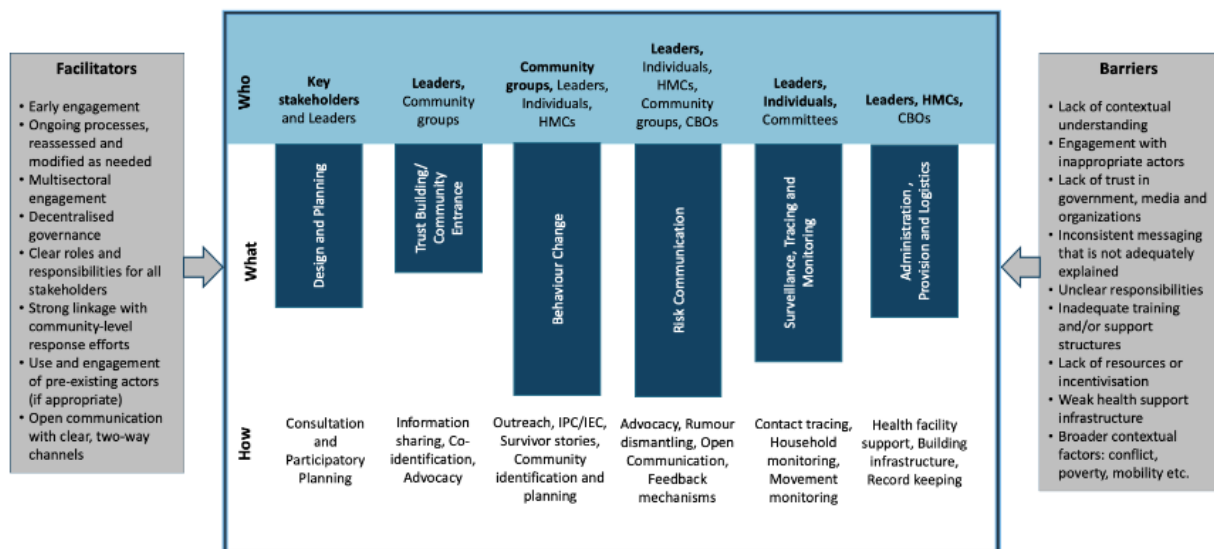 Facilitators
• Early engagement
• Ongoing processes,
reassessed and
modified as needed
• Multisectoral
engagement
• Decentralised
governance
• Clear roles and
responsibilities for all
stakeholders
• Strong linkage with
community-level
response efforts
• Use and engagement
of pre-existing actors
(if appropriate)
• Open communication
with clear, two-way
channels
Who
Key
stakeholders
and Leaders
Leaders,
Community
groups
Community
groups, Leaders,
Individuals,
HMCs
Leaders,
Individuals,
HMCs,
Community
groups, CBOs
Leaders,
Individuals,
Committees
Leaders, HMCs,
CBOs
What
Design and Planning
Trust Building/
Community
Entrance
Behaviour Change
Risk Communication
Surveillance, Tracing and
Monitoring
Administration ,
Provision and Logistics
How
Consultation
and
Participatory
Planning
Information
sharing, Co-
identification,
Advocacy
Outreach, IPC/IEC,
Survivor stories,
Community
identification and
planning
Advocacy, Rumour
dismantling, Open
Communication,
Feedback
mechanisms
Contact tracing,
Household
monitoring,
Movement
monitoring
Health facility
support, Building
infrastructure,
Record keeping
Barriers
• Lack of contextual
understanding
• Engagement with
inappropriate actors
• Lack of trust in
government, media and
organizations
• Inconsistent messaging
that is not adequately
explained
• Unclear responsibilities
• Inadequate training
and/or support
structures
• Lack of resources or
incentivisation
• Weak health support
infrastructure
• Broader contextual
factors: conflict,
poverty, mobility etc.